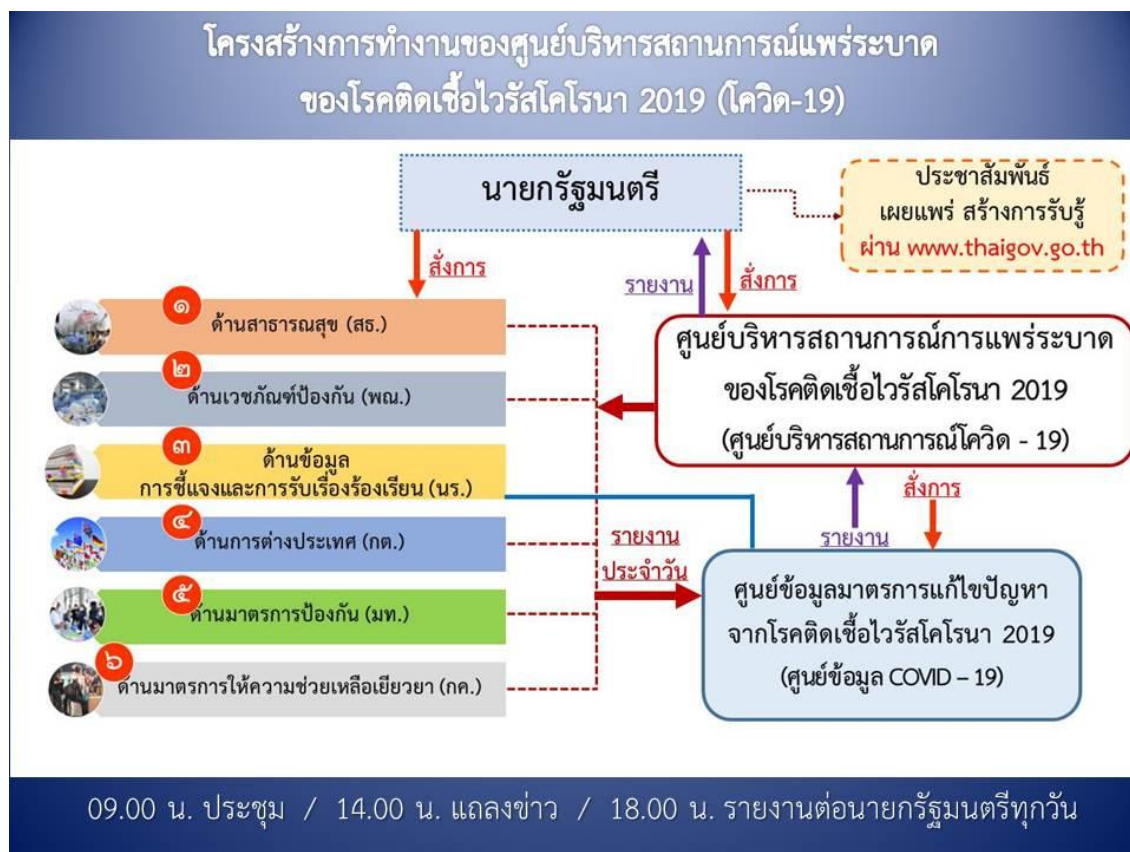 โครงสร้างการทำงานของศูนย์บริหารสถานการณ์แพร่ระบาด
ของโรคติดเชื้อไวรัสโคโรนา 2019 (โควิด-19)
นายกรัฐมนตรี
ประชาสัมพันธ์
เผยแพร่ สร้างการรับรู้
ผ่าน www.thaigov.go.th
สั่งการ
รายงาน
สั่งการ
๑
ด้านสาธารณสุข (สธ.)
๒
ด้านเวชภัณฑ์ป้องกัน (พณ.)
๓
ด้านข้อมูล
การชี้แจงและการรับเรื่องร้องเรียน (นร.)
๔
ด้านการต่างประเทศ (กต.)
๕
ด้านมาตรการป้องกัน (มท.)
๖
ด้านมาตรการให้ความช่วยเหลือเยียวยา (กค.)
ศูนย์บริหารสถานการณ์การแพร่ระบาด
ของโรคติดเชื้อไวรัสโคโรนา 2019
(ศูนย์บริหารสถานการณ์โควิด - 19)
รายงาน
สั่งการ
รายงาน
ประจำวัน
ศูนย์ข้อมูลมาตรการแก้ไขปัญหา
จากโรคติดเชื้อไวรัสโคโรนา 2019
(ศูนย์ข้อมูล COVID – 19)
09.00 น. ประชุม / 14.00 น. แถลงข่าว / 18.00 น. รายงานต่อนายกรัฐมนตรีทุกวัน